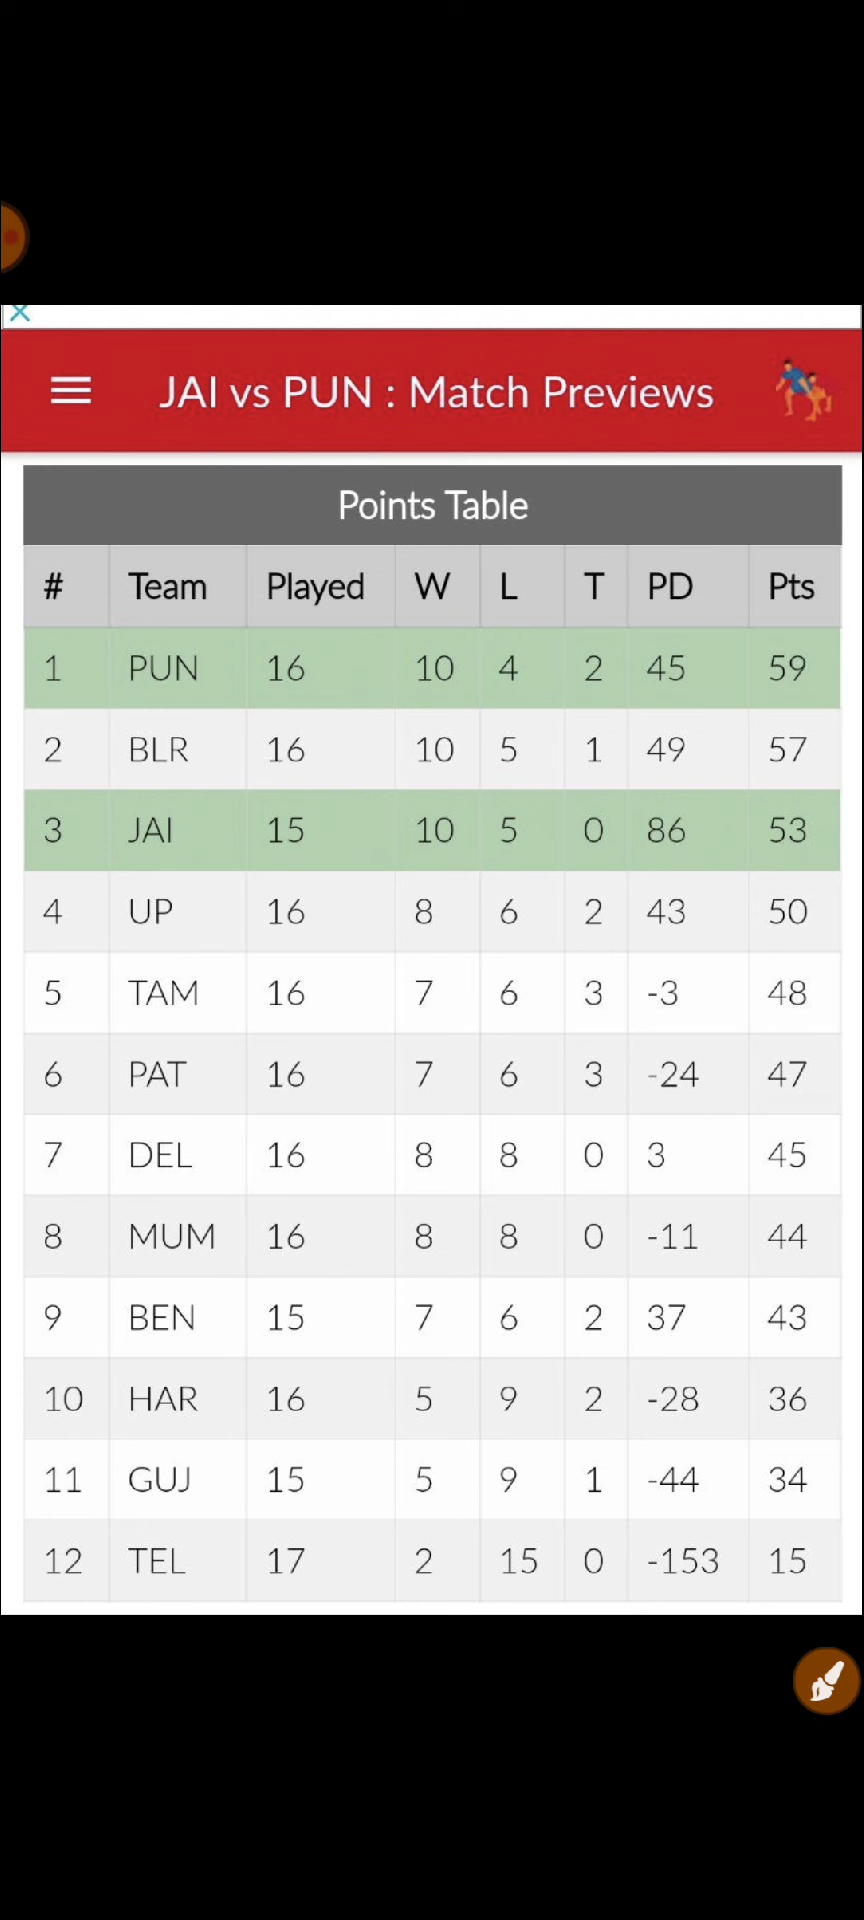 JAI vs PUN : Match Previews
Points Table
# Team Played W L T PD Pts
1 PUN 16 10 4 2 45 59
2 BLR 16 10 5 1 49 57
3 JAI 15 10 5 0 86 53
4 UP 16 8 6 2 43 50
5 TAM 16 7 6 3 -3 48
6 PAT 16 7 6 3 -24 47
7 DEL 16 8 8 0 3 45
8 MUM 16 8 8 0 -11 44
9 BEN 15 7 6 2 37 43
10 HAR 16 5 9 2 -28 36
11 GUJ 15 5 9 1 -44 34
12 TEL 17 2 15 0 -153 15